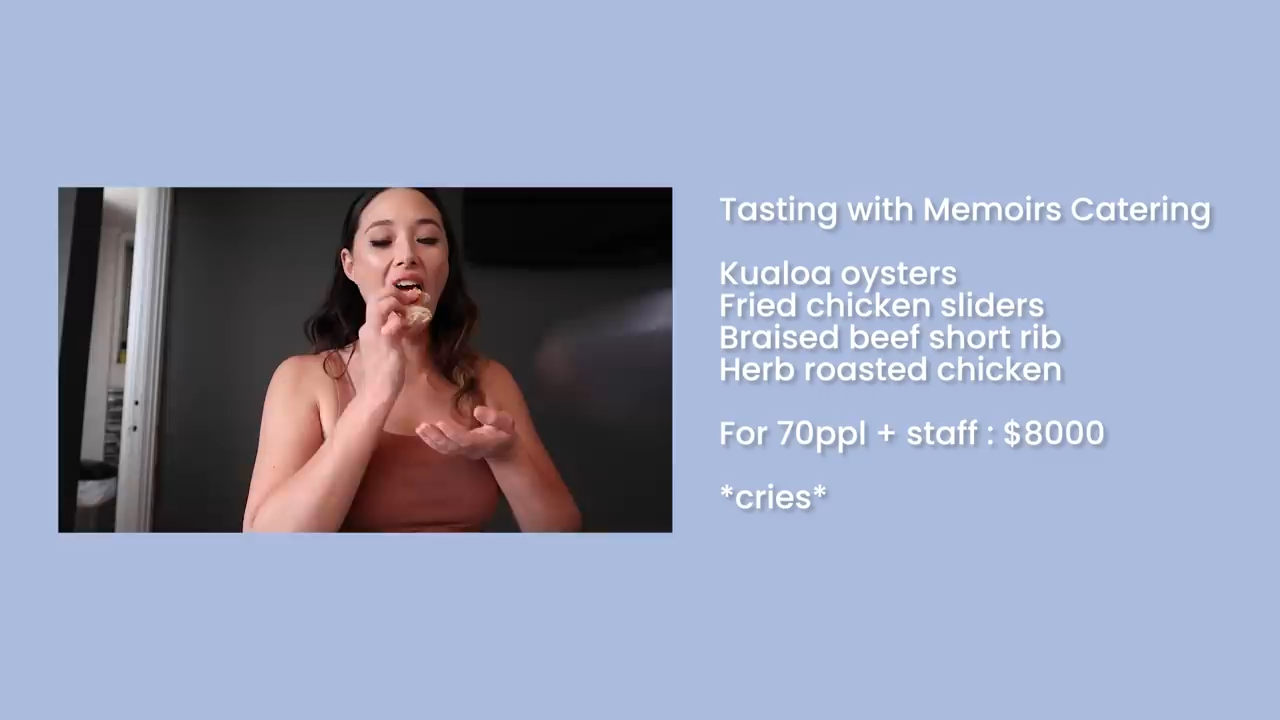 Tasting with Memoirs Catering
Kualoa oysters
Fried chicken sliders
Braised beef short rib
Herb roasted chicken
For 70ppl + staff : $8000
*cries*